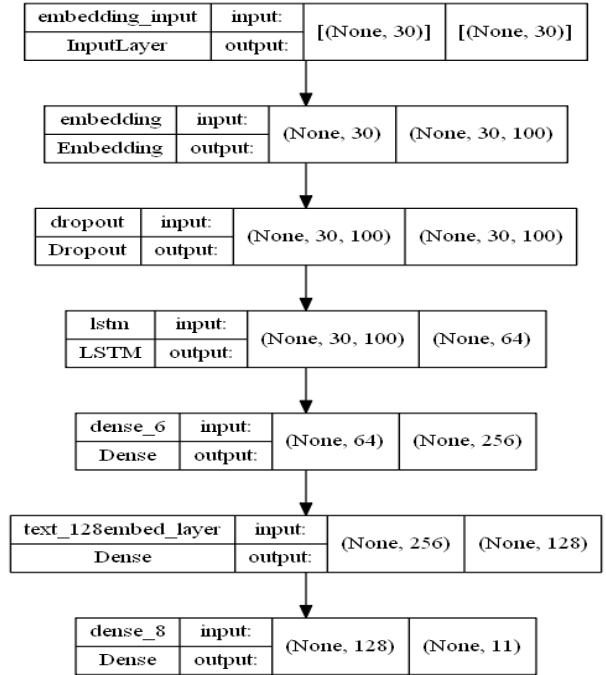 embedding_input input: [(None, 30)] [(None, 30)]
InputLayer output:
embedding input: (None, 30) (None, 30, 100)
Embedding output:
dropout input: (None, 30, 100) (None, 30, 100)
Dropout output:
lstm input: (None, 30, 100) (None, 64)
LSTM output:
dense_6 input: (None, 64) (None, 256)
Dense output:
text_128embed_layer input: (None, 256) (None, 128)
Dense output:
dense_8 input: (None, 128) (None, 11)
Dense output: